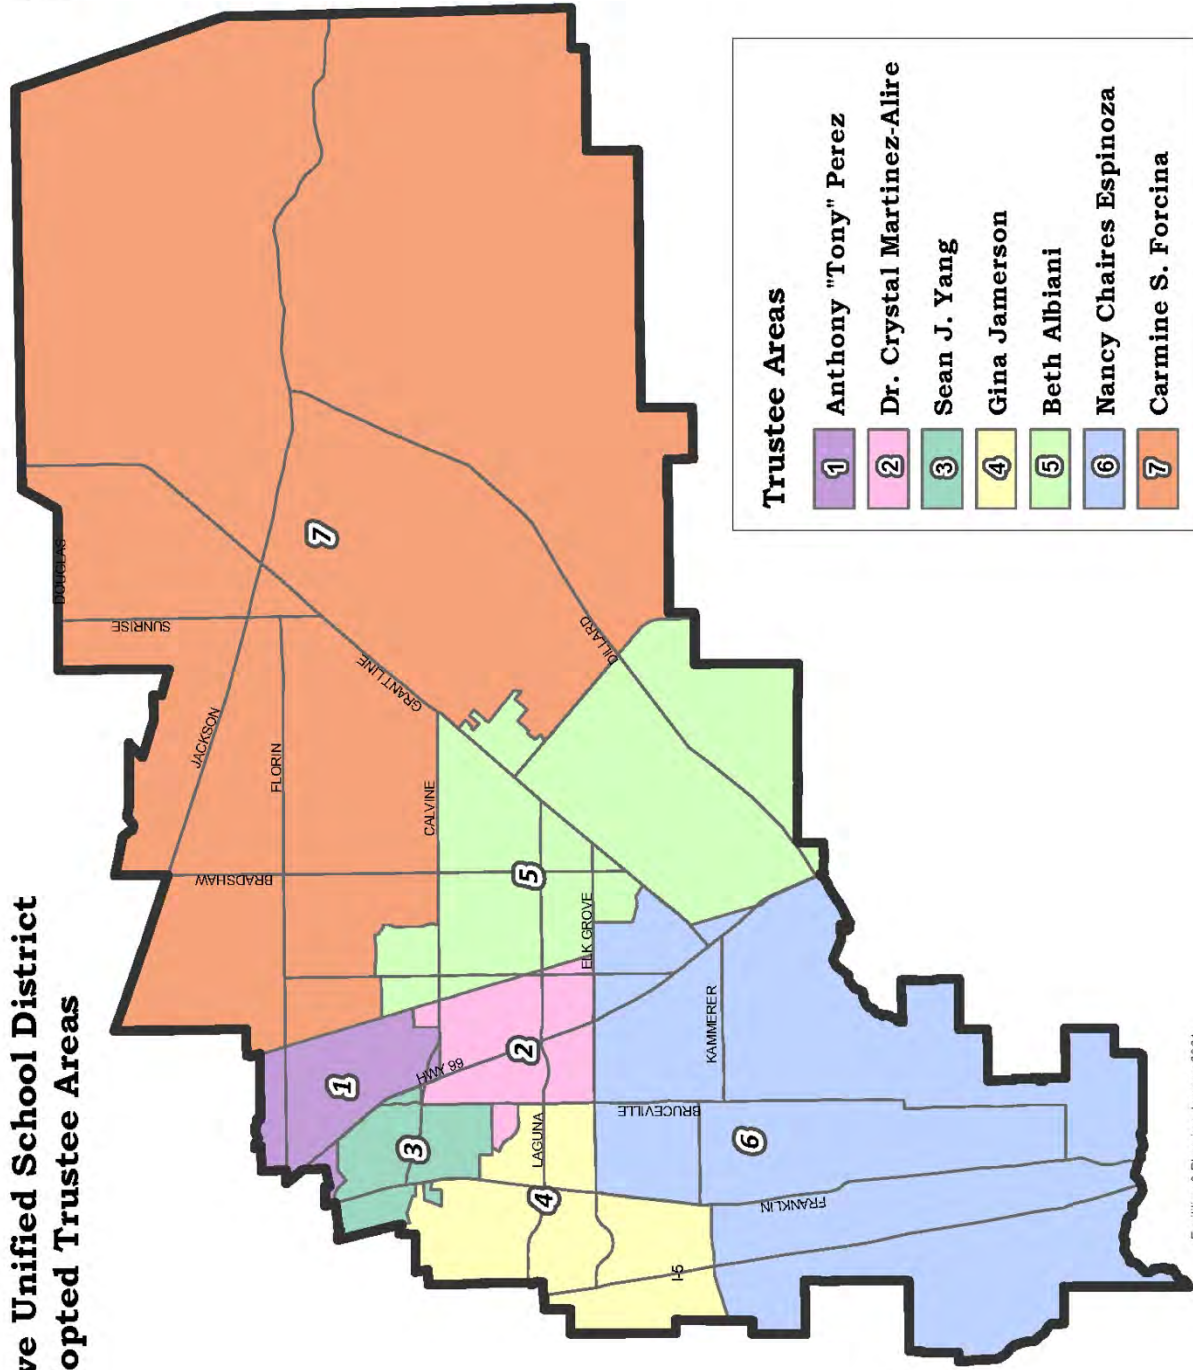 ve Unified School District
opted Trustee Areas
DOUGLAS
SUNRISE
JACKSON
FLORIN
GRANT LINE
7
DILLARD
CALVINE
BRADSHAW
5
ELK GROVE
1
HWY 99
2
3
LAGUNA
KAMMERER
BRUCEVILLE
4
6
FRANKLIN
I-5
Trustee Areas
1 Anthony "Tony" Perez
2 Dr. Crystal Martinez-Alire
3 Sean J. Yang
4 Gina Jamerson
5 Beth Albiani
6 Nancy Chaires Espinoza
7 Carmine S. Forcina